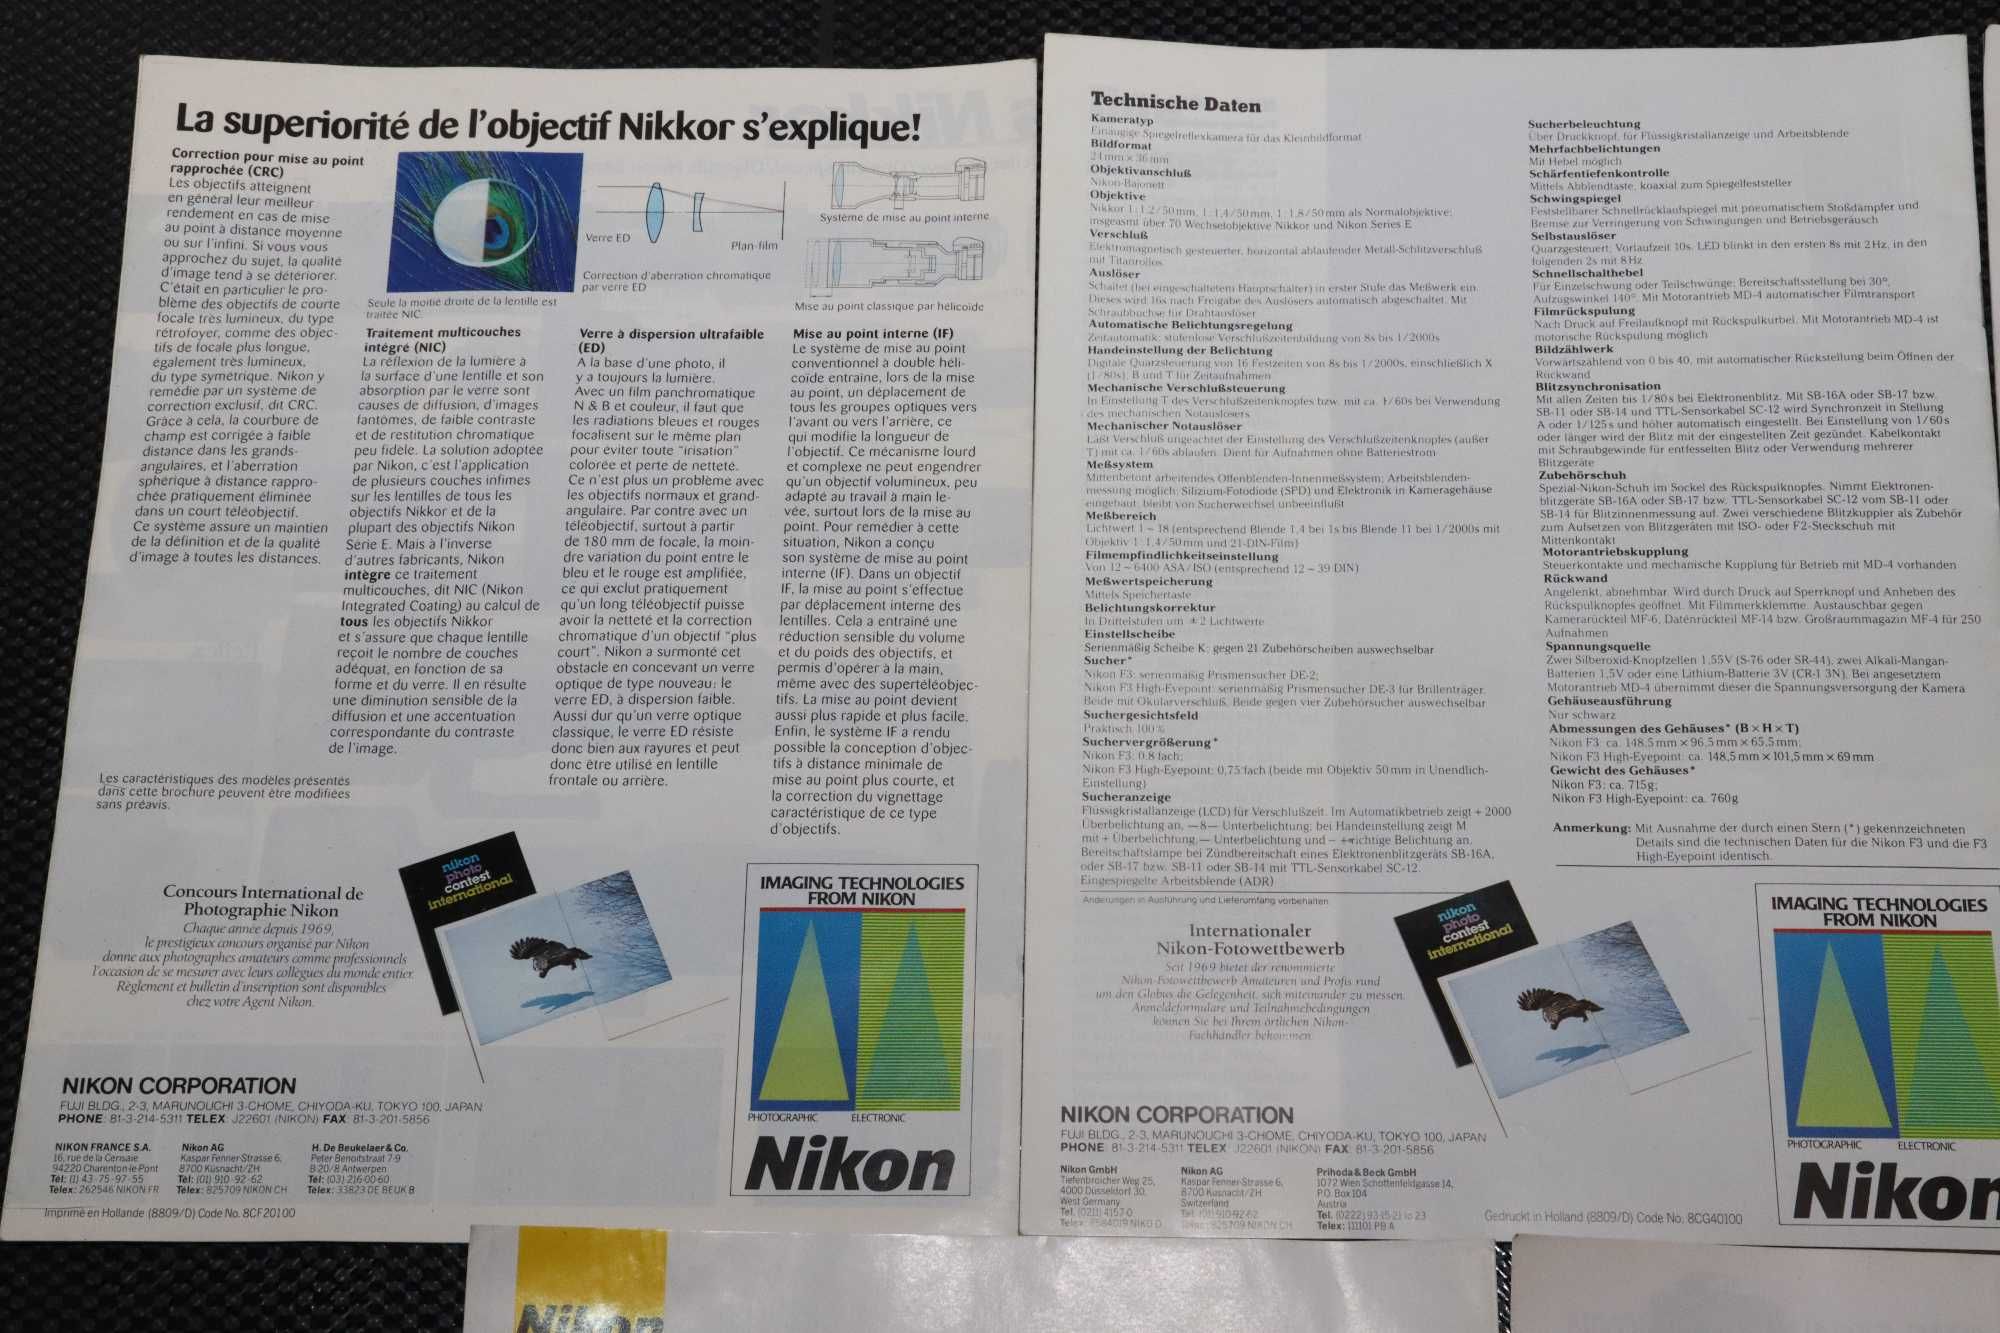 La superiorité de l'objectif Nikkor s'explique!
Correction pour mise au point
rapprochée (CRC)
Les objectifs atteignent
en général leur meilleur
rendement en cas de mise
au point à distance moyenne
ou sur l'infini. Si vous vous
approchez du sujet, la qualité
d'image tend à se détériorer.
C'était en particulier le pro-
blème des objectifs de courte
focale très lumineux, du type
rétrofoyer, comme des objec-
tifs de focale plus longue,
également très lumineux,
du type symétrique. Nikon y
remédie par un système de
correction exclusif, dit CRC.
Grâce à cela, la courbure de
champ est corrigée à faible
distance dans les grands-
angulaires, et l'aberration
sphérique à distance rappro-
chée pratiquement éliminée
dans un court téléobjectif.
Ce système assure un maintien
de la définition et de la qualité
d'image à toutes les distances.
Seule la moitié droite de la lentille est
traitée NIC.
Verre ED
Plan-film
Correction d'aberration chromatique
par verre ED
Système de mise au point interne
Mise au point classique par hélicoïde
Traitement multicouches
intégré (NIC)
La réflexion de la lumière à
la surface d'une lentille et son
absorption par le verre sont
causes de diffusion, d'images
fantômes, de faible contraste
et de restitution chromatique
peu fidèle. La solution adoptée
par Nikon, c'est l'application
de plusieurs couches infimes
sur les lentilles de tous les
objectifs Nikkor et de la
plupart des objectifs Nikon
Série E. Mais à l'inverse
d'autres fabricants, Nikon
intègre ce traitement
multicouches, dit NIC (Nikon
Integrated Coating) au calcul de
tous les objectifs Nikkor
et s'assure que chaque lentille
reçoit le nombre de couches
adéquat, en fonction de sa
forme et du verre. Il en résulte
une diminution sensible de la
diffusion et une accentuation
correspondante du contraste
de l'image.
Verre à dispersion ultrafaible
(ED)
A la base d'une photo, il
y a toujours la lumière.
Avec un film panchromatique
N & B et couleur, il faut que
les radiations bleues et rouges
focalisent sur le même plan
pour éviter toute "irisation"
colorée et perte de netteté.
Ce n'est plus un problème avec
les objectifs normaux et grand-
angulaire. Par contre avec un
téléobjectif, surtout à partir
de 180 mm de focale, la moin-
dre variation du point entre le
bleu et le rouge est amplifiée,
ce qui exclut pratiquement
qu'un long téléobjectif puisse
avoir la netteté et la correction
chromatique d'un objectif "plus
court". Nikon a surmonté cet
obstacle en concevant un verre
optique de type nouveau: le
verre ED, à dispersion faible.
Aussi dur qu'un verre optique
classique, le verre ED résiste
donc bien aux rayures et peut
donc être utilisé en lentille
frontale ou arrière.
Mise au point interne (IF)
Le système de mise au point
conventionnel à double héli-
coïde entraîne, lors de la mise
au point, un déplacement de
tous les groupes optiques vers
l'avant ou vers l'arrière, ce
qui modifie la longueur de
l'objectif. Ce mécanisme lourd
et complexe ne peut engendrer
qu'un objectif volumineux, peu
adapté au travail à main le-
vée, surtout lors de la mise au
point. Pour remédier à cette
situation, Nikon a conçu
son système de mise au point
interne (IF). Dans un objectif
IF, la mise au point s'effectue
par déplacement interne des
lentilles. Cela a entraîné une
réduction sensible du volume
et du poids des objectifs, et
permis d'opérer à la main,
même avec des supertéléobjec-
tifs. La mise au point devient
aussi plus rapide et plus facile.
Enfin, le système IF a rendu
possible la conception d'objec-
tifs à distance minimale de
mise au point plus courte, et
la correction du vignettage
caractéristique de ce type
d'objectifs.
Les caractéristiques des modèles présentés
dans cette brochure peuvent être modifiées
sans préavis.
Concours International de
Photographie Nikon
Chaque année depuis 1969,
le prestigieux concours organisé par Nikon
donne aux photographes amateurs comme professionnels
l'occasion de se mesurer avec leurs collègues du monde entier.
Règlement et bulletin d'inscription sont disponibles
chez votre Agent Nikon.
nikon
photo
contest
international
IMAGING TECHNOLOGIES
FROM NIKON
PHOTOGRAPHIC ELECTRONIC
Nikon
NIKON CORPORATION
FUJI BLDG., 2-3, MARUNOUCHI 3-CHOME, CHIYODA-KU, TOKYO 100, JAPAN
PHONE: 81-3-214-5311 TELEX: J22601 (NIKON) FAX: 81-3-201-5856
NIKON FRANCE S.A.
16, rue de la Cerisaie
94220 Charenton-le-Pont
Tél: (1) 43-75-97-55
Télex: 262546 NIKON FR
Nikon AG
Kaspar Fenner-Strasse 6,
8700 Küsnacht/ZH
Tél: (01) 910-92-62
Télex: 825709 NIKON CH
H. De Beukelaer & Co.
Peter Benoitstraat 7-9
B-20/8 Antwerpen
Tél: (03) 216-00-60
Télex: 33823 DE BEUK B
Imprimé en Hollande (8809/D) Code No. 8CF20100
Technische Daten
Kameratyp
Einäugige Spiegelreflexkamera für das Kleinbildformat
Bildformat
24 mm × 36 mm
Objektivanschluß
Nikon-Bajonett
Objektive
Nikkor 1:1,2/50mm, 1:1,4/50mm, 1:1,8/50mm als Normalobjektive;
insgesamt über 70 Wechselobjektive Nikkor und Nikon Series E
Verschluß
Elektromagnetisch gesteuerter, horizontal ablaufender Metall-Schlitzverschluß
mit Titanrollos
Auslöser
Schaltet (bei eingeschaltetem Hauptschalter) in erster Stufe das Meßwerk ein.
Dieses wird 16s nach Freigabe des Auslösers automatisch abgeschaltet. Mit
Schraubbuchse für Drahtauslöser
Automatische Belichtungsregelung
Zeitautomatik: stufenlose Verschlußzeitenbildung von 8s bis 1/2000s
Handeinstellung der Belichtung
Digitale Quarzsteuerung von 16 Festzeiten von 8s bis 1/2000s, einschließlich X
(1/80s); B und T für Zeitaufnahmen
Mechanische Verschlußsteuerung
In Einstellung T des Verschlußzeitenknopfes bzw. mit ca. 1/60s bei Verwendung
des mechanischen Notauslösers
Mechanischer Notauslöser
Läßt Verschluß ungeachtet der Einstellung des Verschlußzeitenknopfes (außer
T) mit ca. 1/60s ablaufen. Dient für Aufnahmen ohne Batteriestrom
Meßsystem
Mittenbetont arbeitendes Offenblenden-Innenmeßsystem; Arbeitsblenden-
messung möglich; Silizium-Fotodiode (SPD) und Elektronik in Kameragehäuse
eingebaut; bleibt von Sucherwechsel unbeeinflußt
Meßbereich
Lichtwert 1 – 18 (entsprechend Blende 1,4 bei 1s bis Blende 11 bei 1/2000s mit
Objektiv 1:1,4/50mm und 21-DIN-Film)
Filmempfindlichkeitseinstellung
Von 12 – 6400 ASA/ISO (entsprechend 12 – 39 DIN)
Meßwertspeicherung
Mittels Speichertaste
Belichtungskorrektur
In Drittelstufen um ±2 Lichtwerte
Einstellscheibe
Serienmäßig Scheibe K; gegen 21 Zubehörscheiben auswechselbar
Sucher*
Nikon F3: serienmäßig Prismensucher DE-2;
Nikon F3 High-Eyepoint: serienmäßig Prismensucher DE-3 für Brillenträger.
Beide mit Okularverschluß. Beide gegen vier Zubehörsucher auswechselbar
Suchergesichtsfeld
Praktisch 100%
Suchervergrößerung*
Nikon F3: 0,8 fach;
Nikon F3 High-Eyepoint: 0,75 fach (beide mit Objektiv 50mm in Unendlich-
Einstellung)
Sucheranzeige
Flüssigkristallanzeige (LCD) für Verschlußzeit. Im Automatikbetrieb zeigt +2000
Überbelichtung an, —8— Unterbelichtung; bei Handeinstellung zeigt M
mit + Überbelichtung, — Unterbelichtung und – + richtige Belichtung an.
Bereitschaftslampe bei Zündbereitschaft eines Elektronenblitzgeräts SB-16A,
oder SB-17 bzw. SB-11 oder SB-14 mit TTL-Sensorkabel SC-12.
Eingespiegelte Arbeitsblende (ADR)
Änderungen in Ausführung und Lieferumfang vorbehalten.
Sucherbeleuchtung
Über Druckknopf, für Flüssigkristallanzeige und Arbeitsblende
Mehrfachbelichtungen
Mit Hebel möglich
Schärfentiefenkontrolle
Mittels Abblendtaste, koaxial zum Spiegelfeststeller
Schwingspiegel
Feststellbarer Schnellrücklaufspiegel mit pneumatischem Stoßdämpfer und
Bremse zur Verringerung von Schwingungen und Betriebsgeräusch
Selbstauslöser
Quarzgesteuert; Vorlaufzeit 10s. LED blinkt in den ersten 8s mit 2Hz, in den
folgenden 2s mit 8Hz
Schnellschalthebel
Für Einzelschwung oder Teilschwünge; Bereitschaftsstellung bei 30°,
Aufzugswinkel 140°. Mit Motorantrieb MD-4 automatischer Filmtransport
Filmrückspulung
Nach Druck auf Freilaufknopf mit Rückspulkurbel. Mit Motorantrieb MD-4 ist
motorische Rückspulung möglich
Bildzählwerk
Vorwärtszählend von 0 bis 40, mit automatischer Rückstellung beim Öffnen der
Rückwand
Blitzsynchronisation
Mit allen Zeiten bis 1/80s bei Elektronenblitz. Mit SB-16A oder SB-17 bzw.
SB-11 oder SB-14 und TTL-Sensorkabel SC-12 wird Synchronzeit in Stellung
A oder 1/125s und höher automatisch eingestellt. Bei Einstellung von 1/60s
oder länger wird der Blitz mit der eingestellten Zeit gezündet. Kabelkontakt
mit Schraubgewinde für entfesselten Blitz oder Verwendung mehrerer
Blitzgeräte
Zubehörschuh
Spezial-Nikon-Schuh im Sockel des Rückspulknopfes. Nimmt Elektronen-
blitzgeräte SB-16A oder SB-17 bzw. TTL-Sensorkabel SC-12 vom SB-11 oder
SB-14 für Blitzinnenmessung auf. Zwei verschiedene Blitzkuppler als Zubehör
zum Aufsetzen von Blitzgeräten mit ISO- oder F2-Steckschuh mit
Mittenkontakt
Motorantriebskupplung
Steuerkontakte und mechanische Kupplung für Betrieb mit MD-4 vorhanden
Rückwand
Angelenkt, abnehmbar. Wird durch Druck auf Sperrknopf und Anheben des
Rückspulknopfes geöffnet. Mit Filmmerkklemme. Austauschbar gegen
Kamerarückteil MF-6, Datenrückteil MF-14 bzw. Großraummagazin MF-4 für 250
Aufnahmen
Spannungsquelle
Zwei Silberoxid-Knopfzellen 1,55V (S-76 oder SR-44), zwei Alkali-Mangan-
Batterien 1,5V oder eine Lithium-Batterie 3V (CR-1 3N). Bei angesetztem
Motorantrieb MD-4 übernimmt dieser die Spannungsversorgung der Kamera
Gehäuseausführung
Nur schwarz
Abmessungen des Gehäuses* (B × H × T)
Nikon F3: ca. 148,5 mm × 96,5 mm × 65,5 mm;
Nikon F3 High-Eyepoint: ca. 148,5 mm × 101,5 mm × 69 mm
Gewicht des Gehäuses*
Nikon F3: ca. 715g;
Nikon F3 High-Eyepoint: ca. 760g
Anmerkung: Mit Ausnahme der durch einen Stern (*) gekennzeichneten
Details sind die technischen Daten für die Nikon F3 und die F3
High-Eyepoint identisch.
Internationaler
Nikon-Fotowettbewerb
Seit 1969 bietet der renommierte
Nikon-Fotowettbewerb Amateuren und Profis rund
um den Globus die Gelegenheit, sich miteinander zu messen.
Anmeldeformulare und Teilnahmebedingungen
können Sie bei Ihrem örtlichen Nikon-
Fachhändler bekommen.
nikon
photo
contest
international
IMAGING TECHNOLOGIES
FROM NIKON
PHOTOGRAPHIC ELECTRONIC
Nikon
NIKON CORPORATION
FUJI BLDG., 2-3, MARUNOUCHI 3-CHOME, CHIYODA-KU, TOKYO 100, JAPAN
PHONE: 81-3-214-5311 TELEX: J22601 (NIKON) FAX: 81-3-201-5856
Nikon GmbH
Tiefenbroicher Weg 25,
4000 Düsseldorf 30,
West Germany
Tel. (0211) 4157-0
Telex: 8584019 NIKO D
Nikon AG
Kaspar Fenner-Strasse 6,
8700 Küsnacht/ZH
Switzerland
Tel. (01) 910-92-62
Telex: 825709 NIKON CH
Prihoda & Beck GmbH
1072 Wien Schottenfeldgasse 14,
P.O. Box 104
Austria
Tel. (0222) 93-15-21 to 23
Telex: 111101 PB A
Gedruckt in Holland (8809/D) Code No. 8CG40100
Nikon